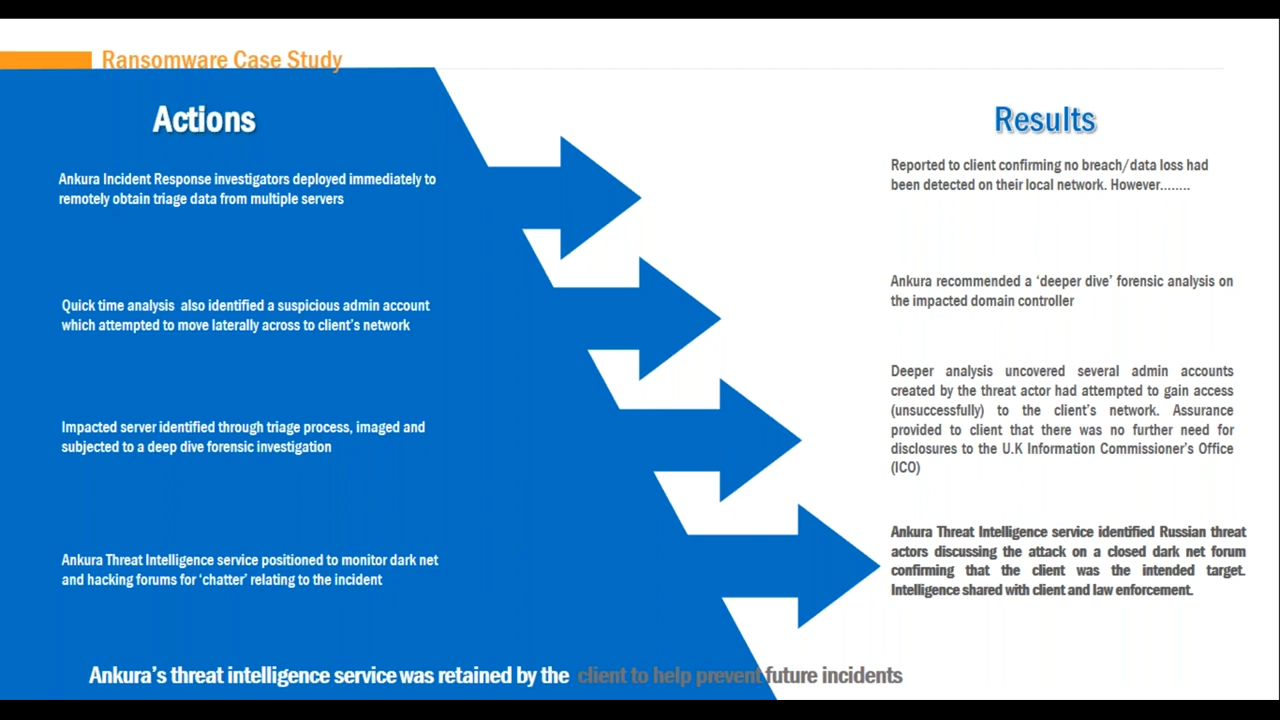 Ransomware Case Study
Actions
Results
Ankura Incident Response investigators deployed immediately to
remotely obtain triage data from multiple servers
Reported to client confirming no breach/data loss had
been detected on their local network. However........
Quick time analysis also identified a suspicious admin account
which attempted to move laterally across to client's network
Ankura recommended a ‘deeper dive’ forensic analysis on
the impacted domain controller
Impacted server identified through triage process, imaged and
subjected to a deep dive forensic investigation
Deeper analysis uncovered several admin accounts
created by the threat actor had attempted to gain access
(unsuccessfully) to the client's network. Assurance
provided to client that there was no further need for
disclosures to the U.K Information Commissioner's Office
(ICO)
Ankura Threat Intelligence service positioned to monitor dark net
and hacking forums for ‘chatter’ relating to the incident
Ankura Threat Intelligence service identified Russian threat
actors discussing the attack on a closed dark net forum
confirming that the client was the intended target.
Intelligence shared with client and law enforcement.
Ankura's threat intelligence service was retained by the client to help prevent future incidents